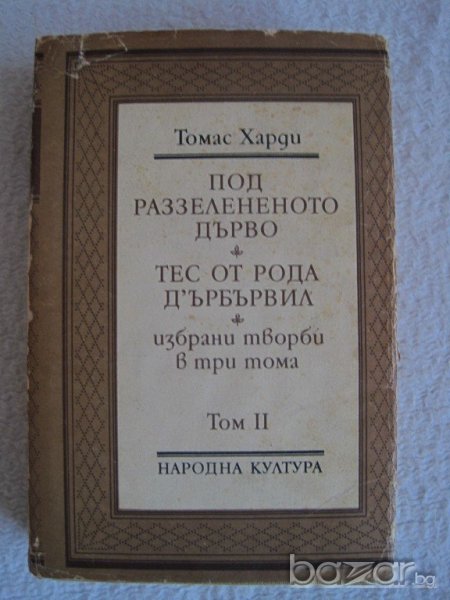 Томас Харди
ПОД
РАЗЗЕЛЕНЕНОТО
ДЪРВО
ТЕС ОТ РОДА
Д'ЪРБЪРВИЛ
избрани творби
в три тома
Том II
НАРОДНА КУЛТУРА
bazar.bg